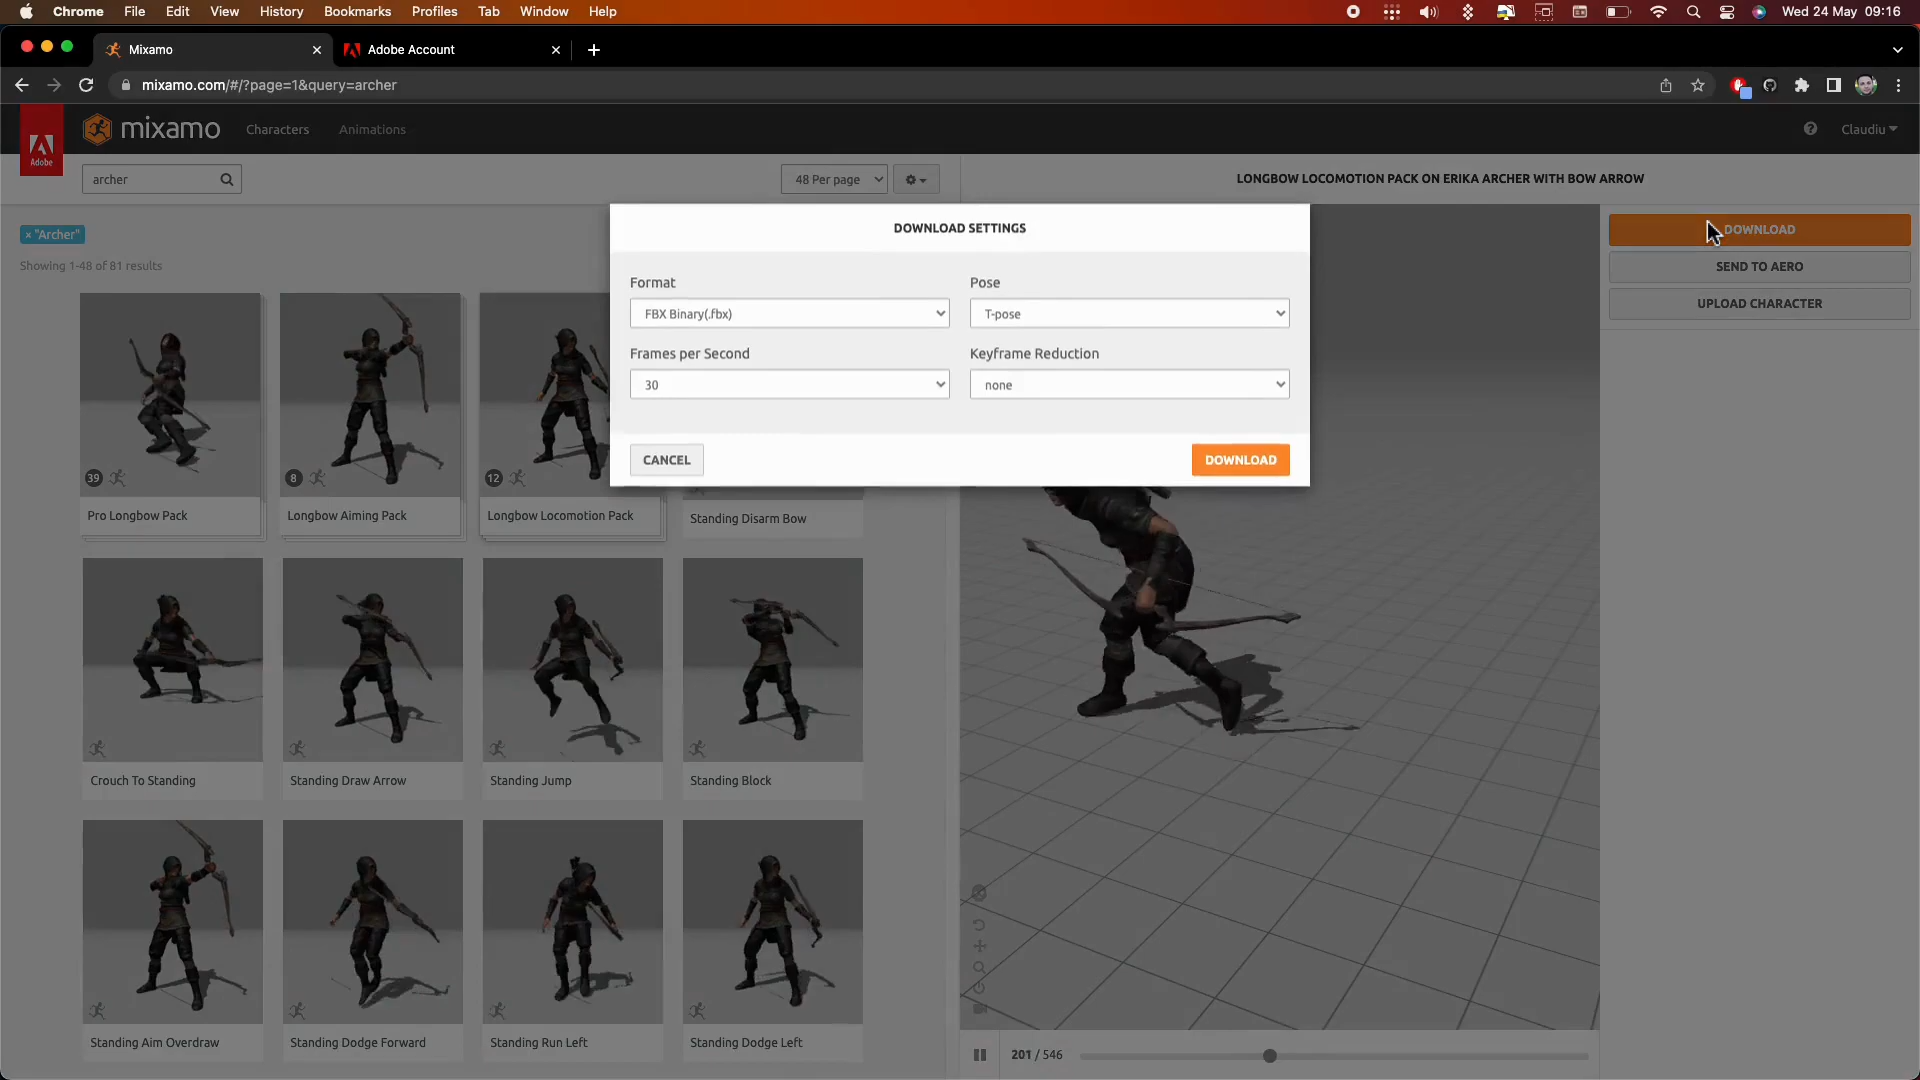 Chrome File Edit View History Bookmarks Profiles Tab Window Help Wed 24 May 09:16
Mixamo Adobe Account
mixamo.com/#/?page=1&query=archer
Adobe
mixamo Characters Animations Claudiu
archer 48 Per page LONGBOW LOCOMOTION PACK ON ERIKA ARCHER WITH BOW ARROW
× "Archer"
Showing 1-48 of 81 results
DOWNLOAD SETTINGS
Format Pose
FBX Binary(.fbx) T-pose
Frames per Second Keyframe Reduction
30 none
CANCEL DOWNLOAD
DOWNLOAD
SEND TO AERO
UPLOAD CHARACTER
39 8 12
Pro Longbow Pack Longbow Aiming Pack Longbow Locomotion Pack Standing Disarm Bow
Crouch To Standing Standing Draw Arrow Standing Jump Standing Block
Standing Aim Overdraw Standing Dodge Forward Standing Run Left Standing Dodge Left
201 / 546